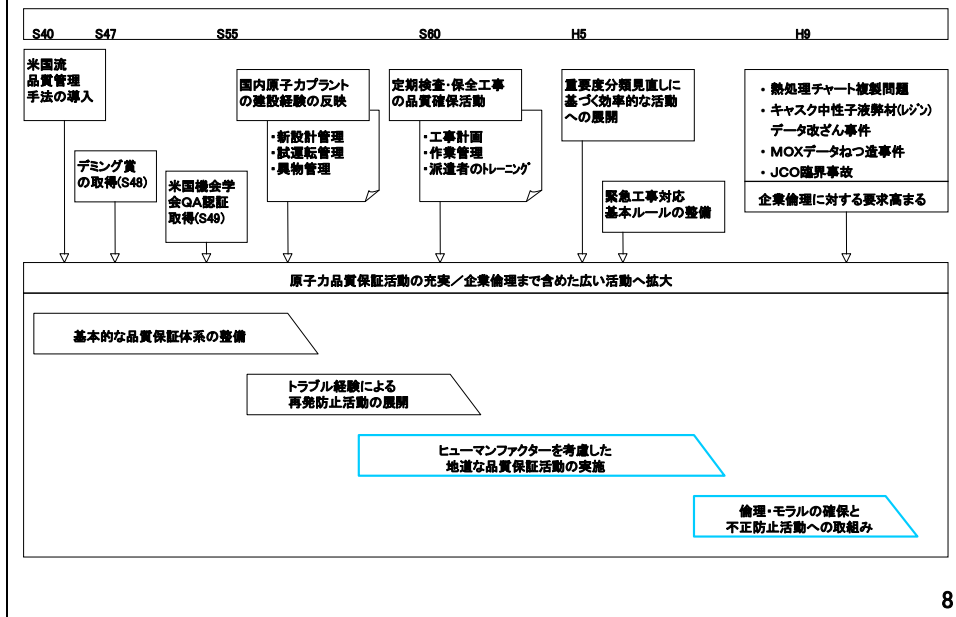 S40 S47 S55 S60 H5 H9
米国流
品質管理
手法の導入
デミング賞
の取得(S48)
米国機会学
会QA認証
取得(S49)
国内原子力プラント
の建設経験の反映
・新設計管理
・試運転管理
・異物管理
定期検査・保全工事
の品質確保活動
・工事計画
・作業管理
・派遣者のトレーニング
重要度分類見直しに
基づく効率的な活動
への展開
緊急工事対応
基本ルールの整備
・ 熱処理チャート複製問題
・ キャスク中性子液弊材(レジン)
データ改ざん事件
・ MOXデータねつ造事件
・ JCO臨界事故
企業倫理に対する要求高まる
原子力品質保証活動の充実／企業倫理まで含めた広い活動へ拡大
基本的な品質保証体系の整備
トラブル経験による
再発防止活動の展開
ヒューマンファクターを考慮した
地道な品質保証活動の実施
倫理・モラルの確保と
不正防止活動への取組み
8